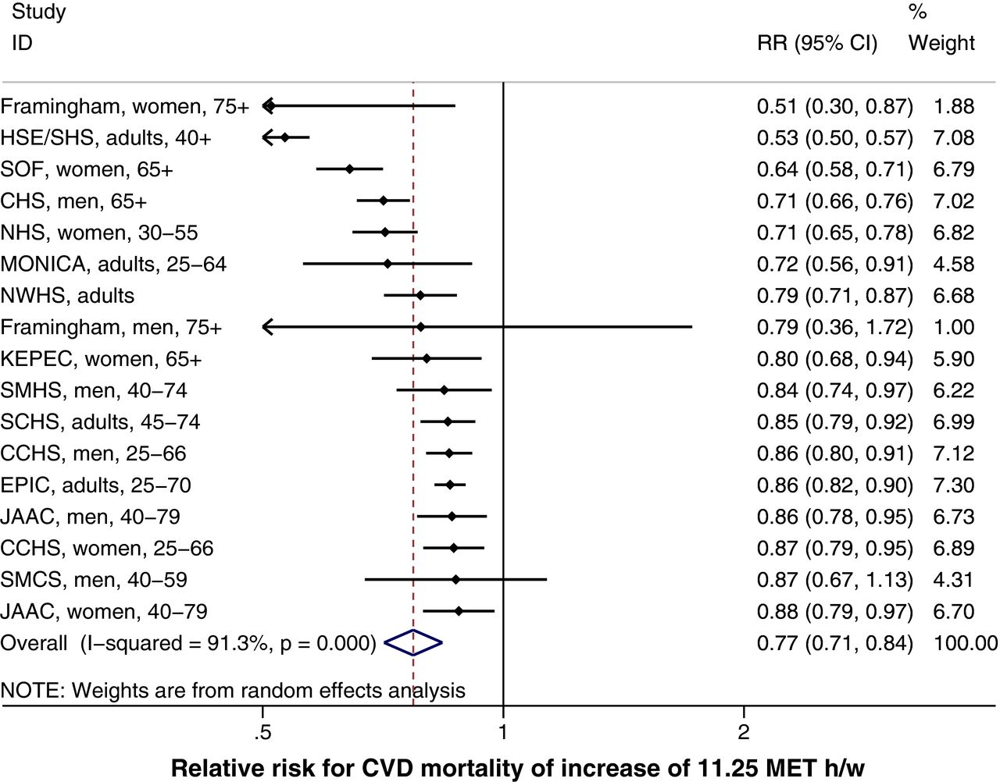 Study %
ID RR (95% CI) Weight
Framingham, women, 75+ 0.51 (0.30, 0.87) 1.88
HSE/SHS, adults, 40+ 0.53 (0.50, 0.57) 7.08
SOF, women, 65+ 0.64 (0.58, 0.71) 6.79
CHS, men, 65+ 0.71 (0.66, 0.76) 7.02
NHS, women, 30–55 0.71 (0.65, 0.78) 6.82
MONICA, adults, 25–64 0.72 (0.56, 0.91) 4.58
NWHS, adults 0.79 (0.71, 0.87) 6.68
Framingham, men, 75+ 0.79 (0.36, 1.72) 1.00
KEPEC, women, 65+ 0.80 (0.68, 0.94) 5.90
SMHS, men, 40–74 0.84 (0.74, 0.97) 6.22
SCHS, adults, 45–74 0.85 (0.79, 0.92) 6.99
CCHS, men, 25–66 0.86 (0.80, 0.91) 7.12
EPIC, adults, 25–70 0.86 (0.82, 0.90) 7.30
JAAC, men, 40–79 0.86 (0.78, 0.95) 6.73
CCHS, women, 25–66 0.87 (0.79, 0.95) 6.89
SMCS, men, 40–59 0.87 (0.67, 1.13) 4.31
JAAC, women, 40–79 0.88 (0.79, 0.97) 6.70
Overall (I–squared = 91.3%, p = 0.000) 0.77 (0.71, 0.84) 100.00
NOTE: Weights are from random effects analysis
.5 1 2
Relative risk for CVD mortality of increase of 11.25 MET h/w